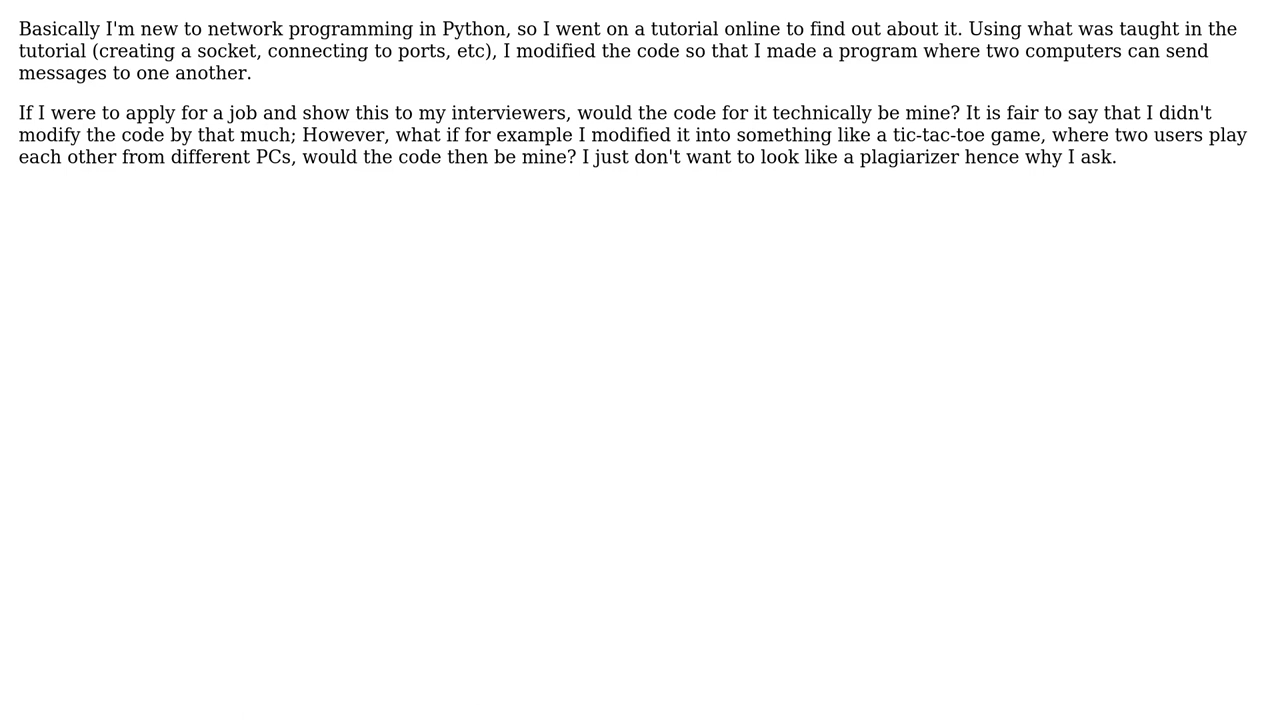 Basically I'm new to network programming in Python, so I went on a tutorial online to find out about it. Using what was taught in the
tutorial (creating a socket, connecting to ports, etc), I modified the code so that I made a program where two computers can send
messages to one another.
If I were to apply for a job and show this to my interviewers, would the code for it technically be mine? It is fair to say that I didn't
modify the code by that much; However, what if for example I modified it into something like a tic-tac-toe game, where two users play
each other from different PCs, would the code then be mine? I just don't want to look like a plagiarizer hence why I ask.